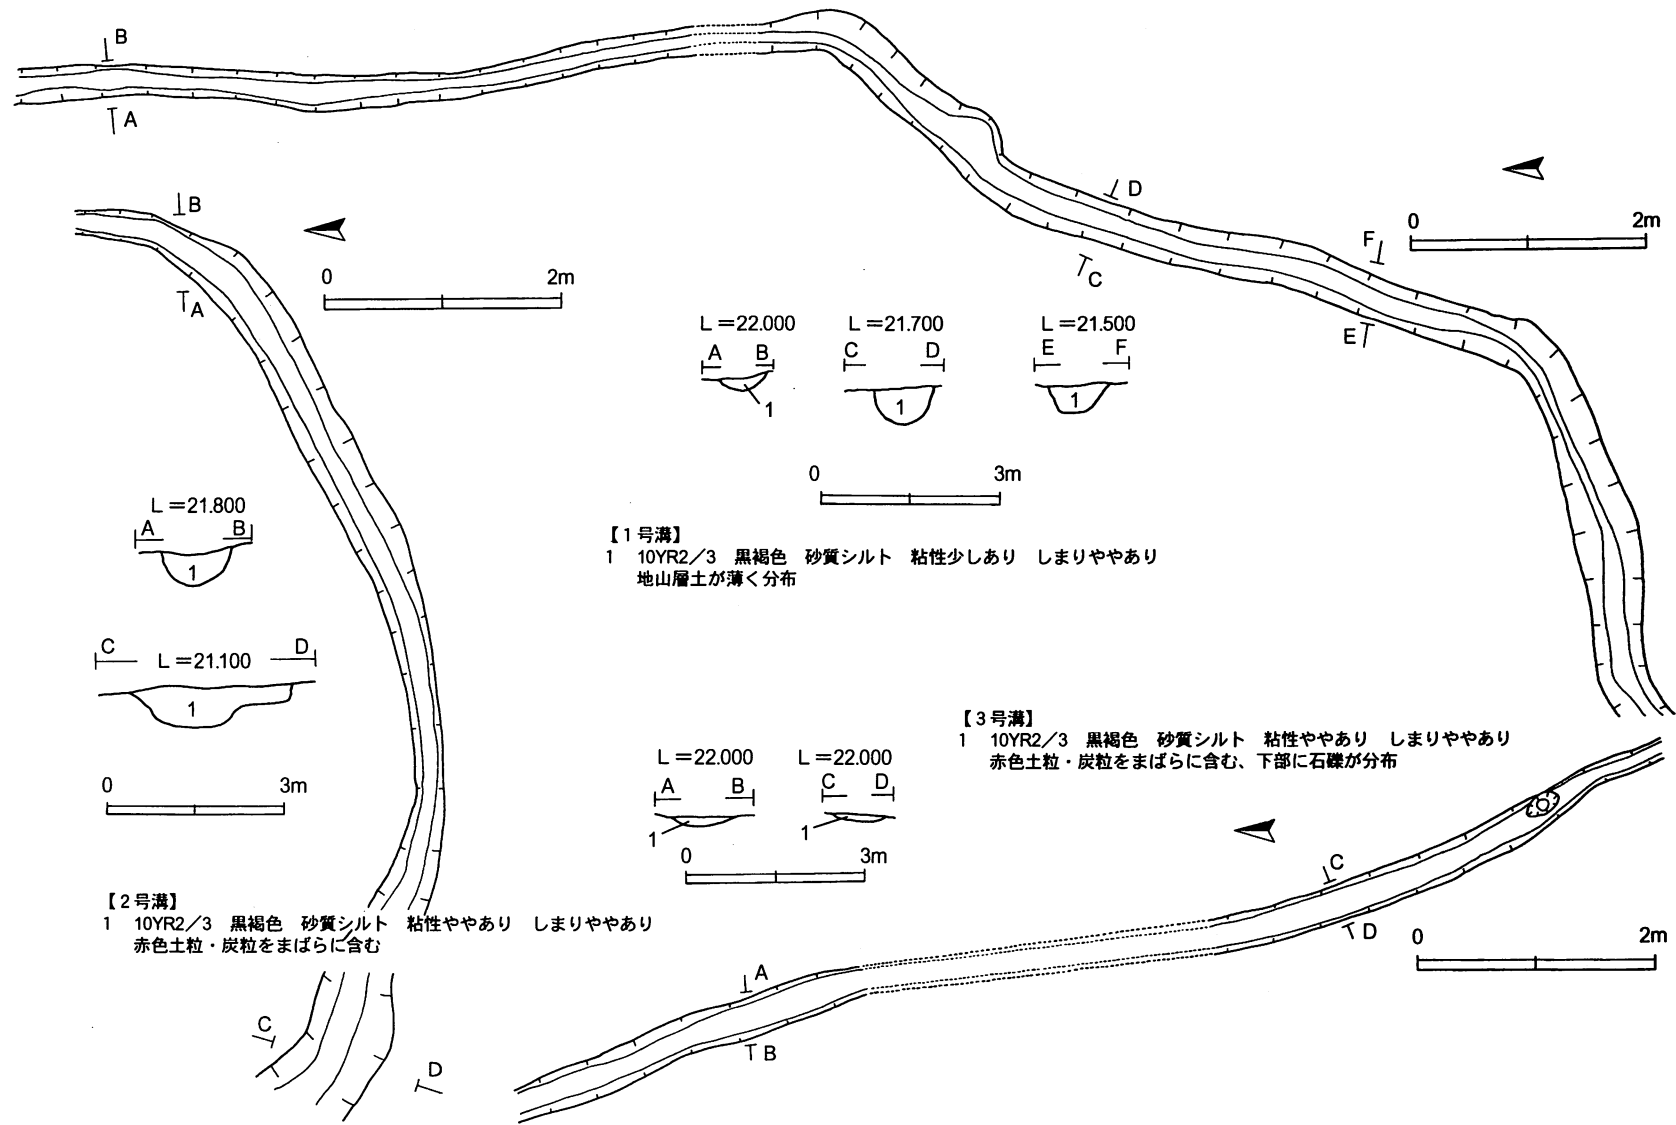 B
A
D
C
F
E
0 2m
B
A
0 2m
L＝22.000
A B
1
L＝21.700
C D
1
L＝21.500
E F
1
0 3m
【１号溝】
1 10YR2／3 黒褐色 砂質シルト 粘性少しあり しまりややあり
地山層土が薄く分布
L＝21.800
A B
1
C L＝21.100 D
1
0 3m
【２号溝】
1 10YR2／3 黒褐色 砂質シルト 粘性ややあり しまりややあり
赤色土粒・炭粒をまばらに含む
C
D
【３号溝】
1 10YR2／3 黒褐色 砂質シルト 粘性ややあり しまりややあり
赤色土粒・炭粒をまばらに含む、下部に石礫が分布
L＝22.000
A B
1
L＝22.000
C D
1
0 3m
C
D
A
B
0 2m